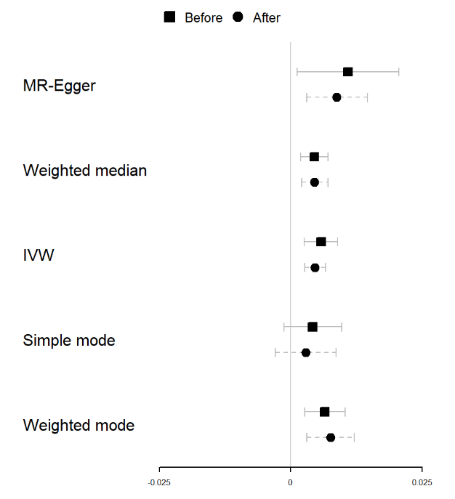 Before After
MR-Egger
Weighted median
IVW
Simple mode
Weighted mode
-0.025 0 0.025